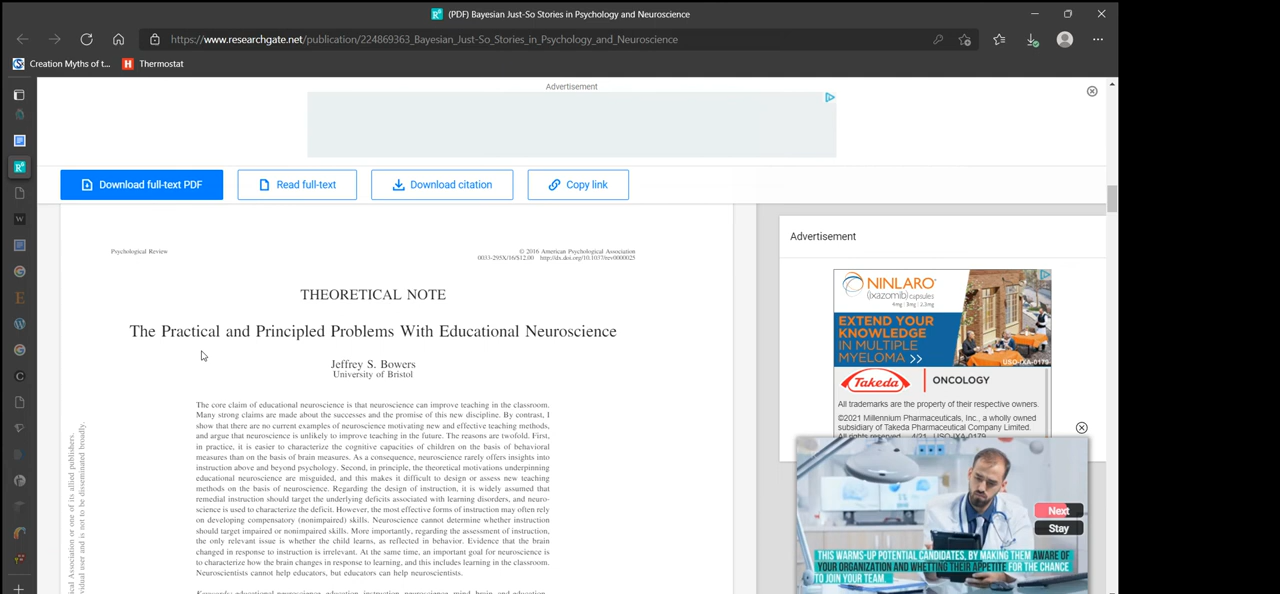 (PDF) Bayesian Just-So Stories in Psychology and Neuroscience
https://www.researchgate.net/publication/224869363_Bayesian_Just-So_Stories_in_Psychology_and_Neuroscience
Creation Myths of t...
Thermostat
Advertisement
Download full-text PDF
Read full-text
Download citation
Copy link
Psychological Review
© 2016 American Psychological Association
0033-295X/16/$12.00 http://dx.doi.org/10.1037/rev0000025
THEORETICAL NOTE
The Practical and Principled Problems With Educational Neuroscience
Jeffrey S. Bowers
University of Bristol
The core claim of educational neuroscience is that neuroscience can improve teaching in the classroom.
Many strong claims are made about the successes and the promise of this new discipline. By contrast, I
show that there are no current examples of neuroscience motivating new and effective teaching methods,
and argue that neuroscience is unlikely to improve teaching in the future. The reasons are twofold. First,
in practice, it is easier to characterize the cognitive capacities of children on the basis of behavioral
measures than on the basis of brain measures. As a consequence, neuroscience rarely offers insights into
instruction above and beyond psychology. Second, in principle, the theoretical motivations underpinning
educational neuroscience are misguided, and this makes it difficult to design or assess new teaching
methods on the basis of neuroscience. Regarding the design of instruction, it is widely assumed that
remedial instruction should target the underlying deficits associated with learning disorders, and neuro-
science is used to characterize the deficit. However, the most effective forms of instruction may often rely
on developing compensatory (nonimpaired) skills. Neuroscience cannot determine whether instruction
should target impaired or nonimpaired skills. More importantly, regarding the assessment of instruction,
the only relevant issue is whether the child learns, as reflected in behavior. Evidence that the brain
changed in response to instruction is irrelevant. At the same time, an important goal for neuroscience is
to characterize how the brain changes in response to learning, and this includes learning in the classroom.
Neuroscientists cannot help educators, but educators can help neuroscientists.
Keywords: educational neuroscience, education, instruction, neuroscience, mind, brain, and education,
ical Association or one of its allied publishers.
vidual user and is not to be disseminated broadly.
Advertisement
NINLARO
(ixazomib) capsules
4mg | 3mg | 2.3mg
EXTEND YOUR
KNOWLEDGE
IN MULTIPLE
MYELOMA >>
USO-IXA-0179
Takeda
ONCOLOGY
All trademarks are the property of their respective owners.
©2021 Millennium Pharmaceuticals, Inc., a wholly owned
subsidiary of Takeda Pharmaceutical Company Limited.
All rights reserved. 4/21 USO-IXA-0179
Next
Stay
THIS WARMS-UP POTENTIAL CANDIDATES, BY MAKING THEM AWARE OF
YOUR ORGANIZATION AND WHETTING THEIR APPETITE FOR THE CHANCE
TO JOIN YOUR TEAM.